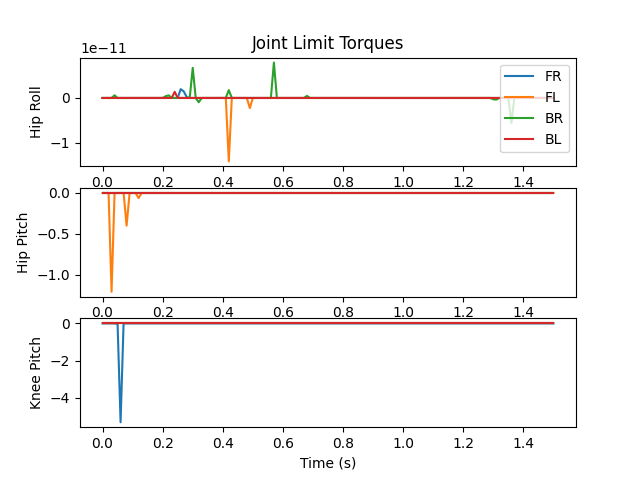 Joint Limit Torques
1e−11
0
−1
Hip Roll
FR
FL
BR
BL
0.0 0.2 0.4 0.6 0.8 1.0 1.2 1.4
0.0
−0.5
−1.0
Hip Pitch
0.0 0.2 0.4 0.6 0.8 1.0 1.2 1.4
0
−2
−4
Knee Pitch
0.0 0.2 0.4 0.6 0.8 1.0 1.2 1.4
Time (s)